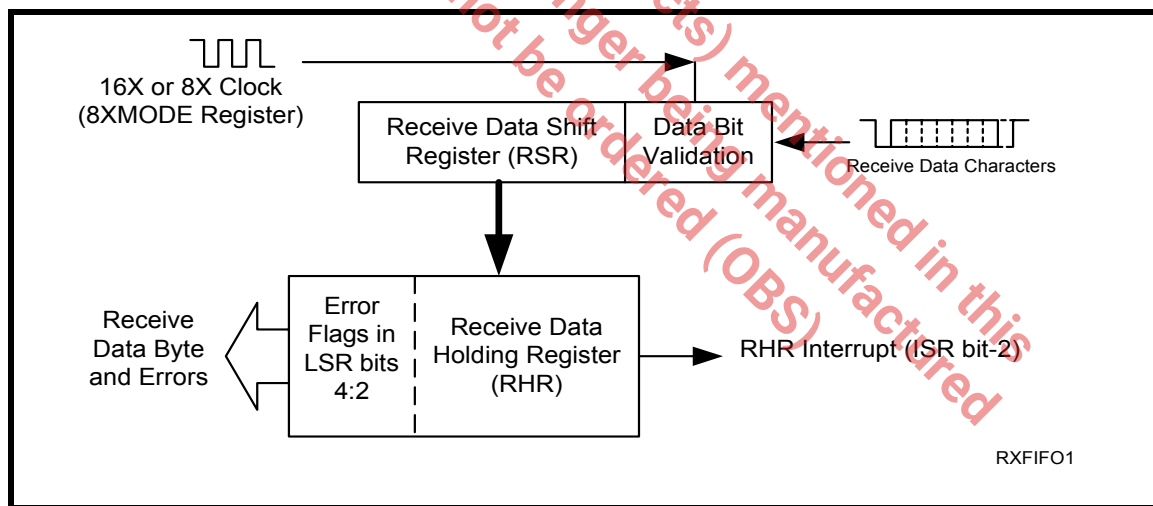 16X or 8X Clock
(8XMODE Register)
Receive Data Shift
Register (RSR)
Data Bit
Validation
Receive Data Characters
Receive
Data Byte
and Errors
Error
Flags in
LSR bits
4:2
Receive Data
Holding Register
(RHR)
RHR Interrupt (ISR bit-2)
RXFIFO1
cts) mentioned in this
nger being manufactured
not be ordered (OBS)